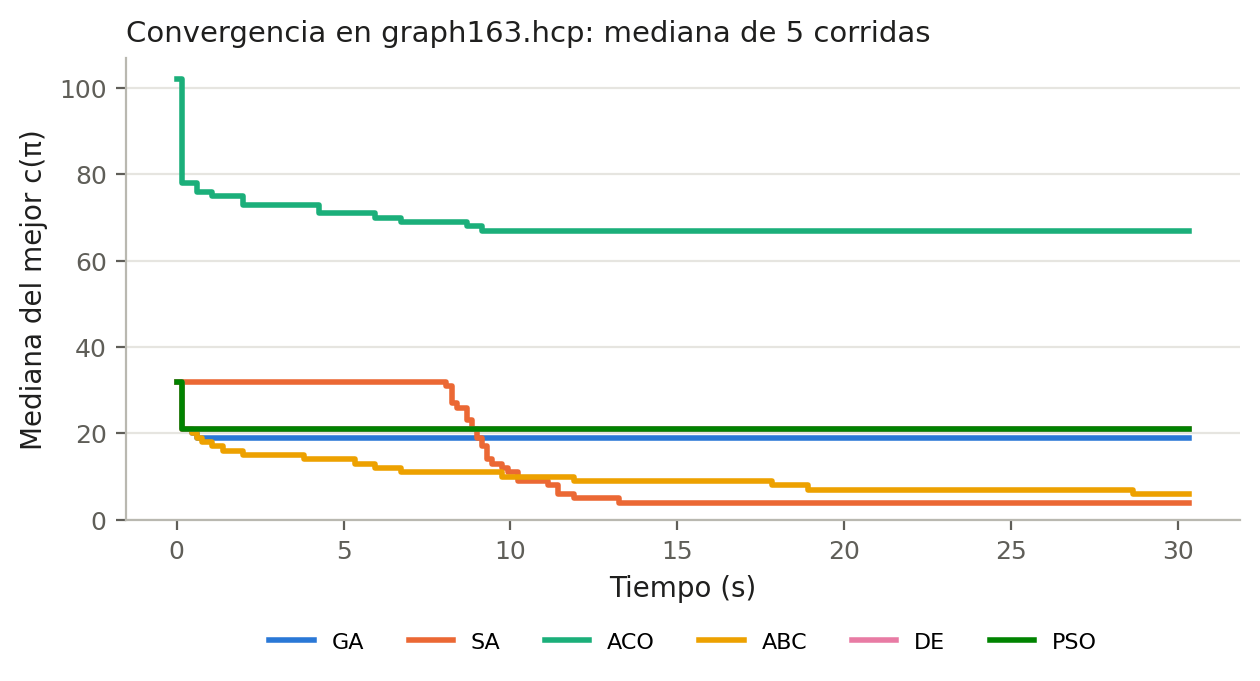 Convergencia en graph163.hcp: mediana de 5 corridas
Mediana del mejor c(π)
100
80
60
40
20
0
0 5 10 15 20 25 30
Tiempo (s)
GA SA ACO ABC DE PSO